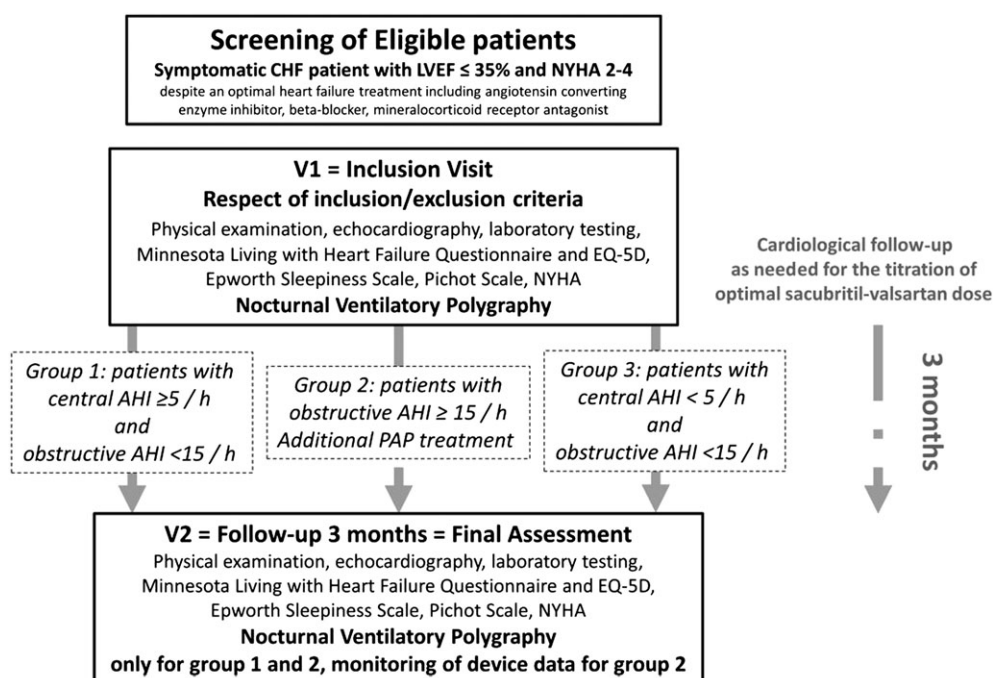 Screening of Eligible patients
Symptomatic CHF patient with LVEF ≤ 35% and NYHA 2-4
despite an optimal heart failure treatment including angiotensin converting
enzyme inhibitor, beta-blocker, mineralocorticoid receptor antagonist
V1 = Inclusion Visit
Respect of inclusion/exclusion criteria
Physical examination, echocardiography, laboratory testing,
Minnesota Living with Heart Failure Questionnaire and EQ-5D,
Epworth Sleepiness Scale, Pichot Scale, NYHA
Nocturnal Ventilatory Polygraphy
Cardiological follow-up
as needed for the titration of
optimal sacubritil-valsartan dose
3 months
Group 1: patients with
central AHI ≥5 / h
and
obstructive AHI <15 / h
Group 2: patients with
obstructive AHI ≥ 15 / h
Additional PAP treatment
Group 3: patients with
central AHI < 5 / h
and
obstructive AHI <15 / h
V2 = Follow-up 3 months = Final Assessment
Physical examination, echocardiography, laboratory testing,
Minnesota Living with Heart Failure Questionnaire and EQ-5D,
Epworth Sleepiness Scale, Pichot Scale, NYHA
Nocturnal Ventilatory Polygraphy
only for group 1 and 2, monitoring of device data for group 2